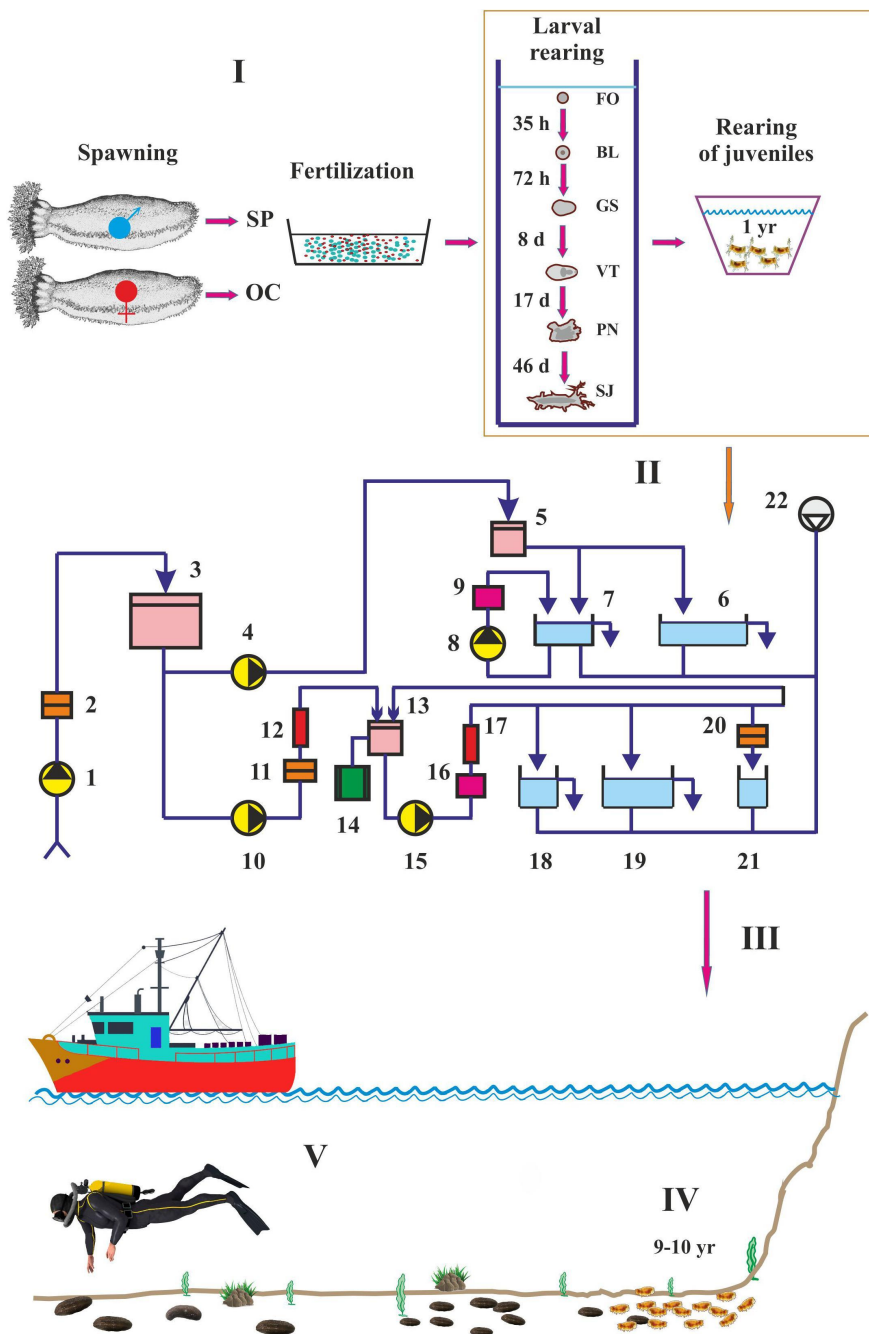 Larval
rearing
I
FO
35 h
BL
72 h
GS
8 d
VT
17 d
PN
46 d
SJ
Rearing
of juveniles
1 yr
Spawning
Fertilization
SP
OC
II
1
2
3
4
5
6
7
8
9
10
11
12
13
14
15
16
17
18
19
20
21
22
III
V
IV
9-10 yr